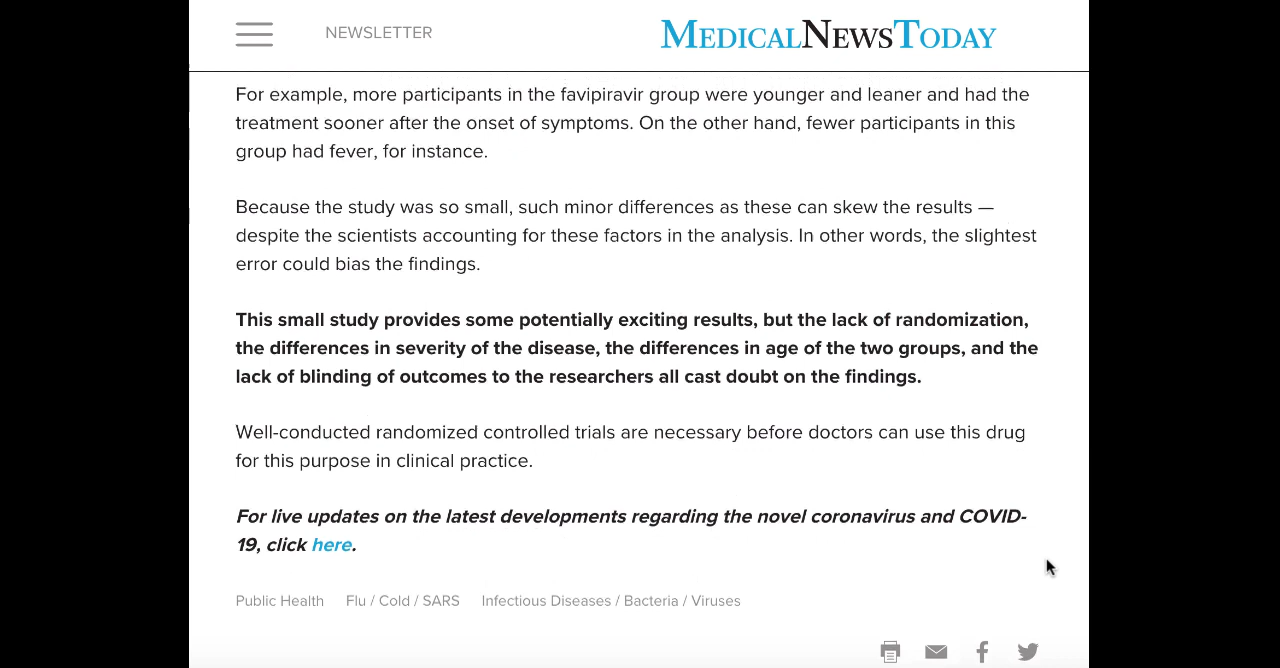 NEWSLETTER
MEDICALNEWSTODAY
For example, more participants in the favipiravir group were younger and leaner and had the
treatment sooner after the onset of symptoms. On the other hand, fewer participants in this
group had fever, for instance.
Because the study was so small, such minor differences as these can skew the results —
despite the scientists accounting for these factors in the analysis. In other words, the slightest
error could bias the findings.
This small study provides some potentially exciting results, but the lack of randomization,
the differences in severity of the disease, the differences in age of the two groups, and the
lack of blinding of outcomes to the researchers all cast doubt on the findings.
Well-conducted randomized controlled trials are necessary before doctors can use this drug
for this purpose in clinical practice.
For live updates on the latest developments regarding the novel coronavirus and COVID-
19, click here.
Public Health Flu / Cold / SARS Infectious Diseases / Bacteria / Viruses